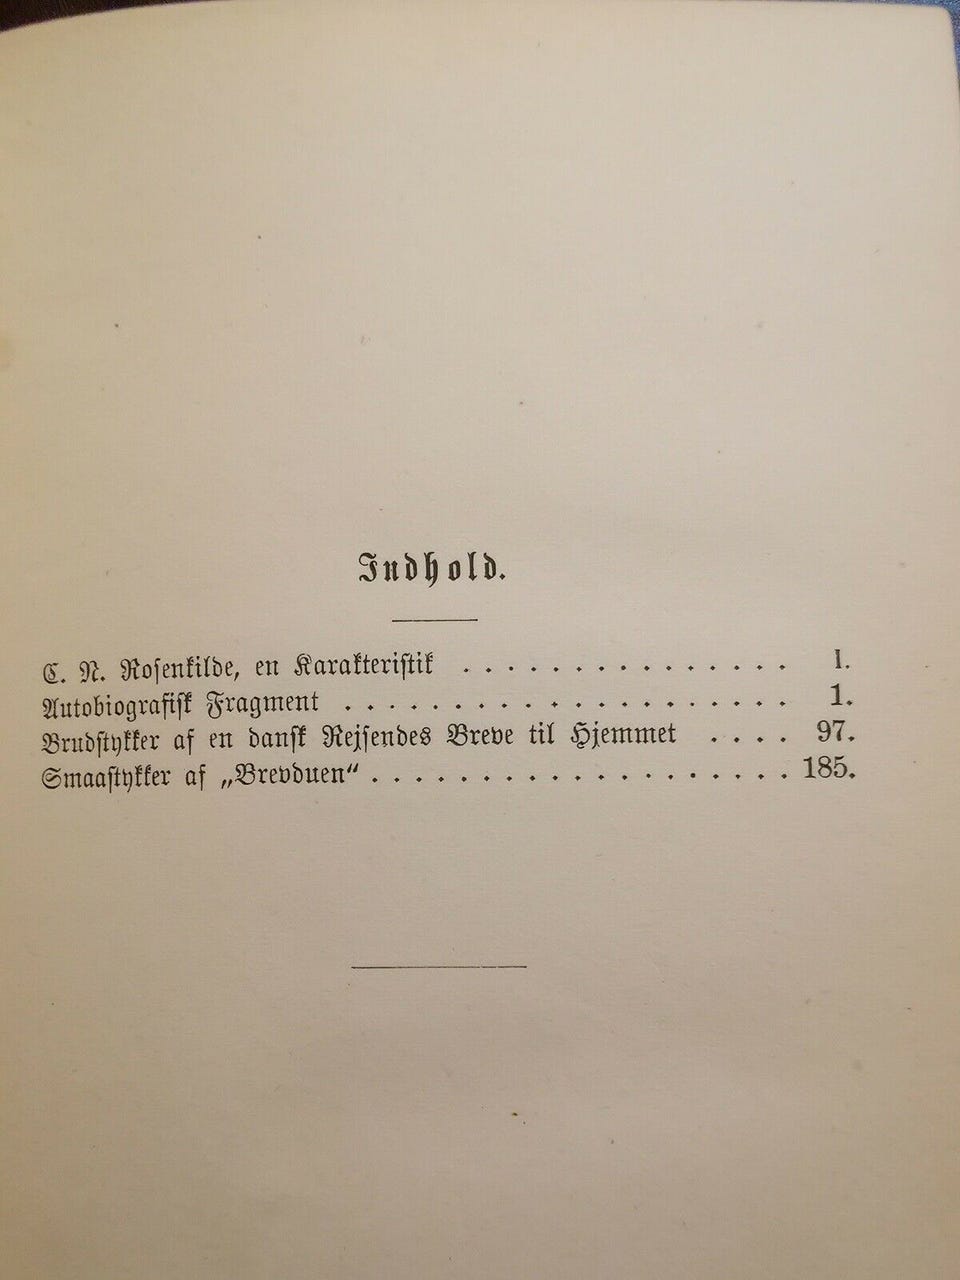 Indhold.
C. N. Rosenkilde, en Karakteristik . . . . . . . . . . . . . . . I.
Autobiografisk Fragment . . . . . . . . . . . . . . . . . . . . 1.
Brudstykker af en dansk Rejsendes Breve til Hjemmet . . . . 97.
Smaastykker af „Brevduen“ . . . . . . . . . . . . . . . . . . . 185.